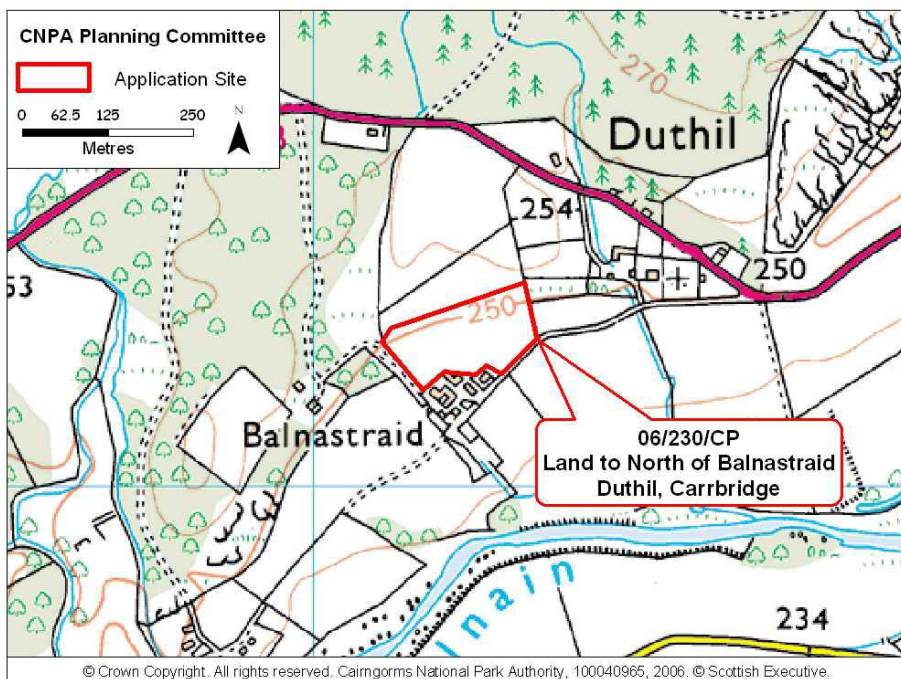 CNPA Planning Committee
Application Site
0 62.5 125 250
Metres
N
270
Duthil
254
250
53
250
Balnastraid
06/230/CP
Land to North of Balnastraid
Duthil, Carrbridge
lnain
234
© Crown Copyright. All rights reserved. Cairngorms National Park Authority, 100040965, 2006. © Scottish Executive.